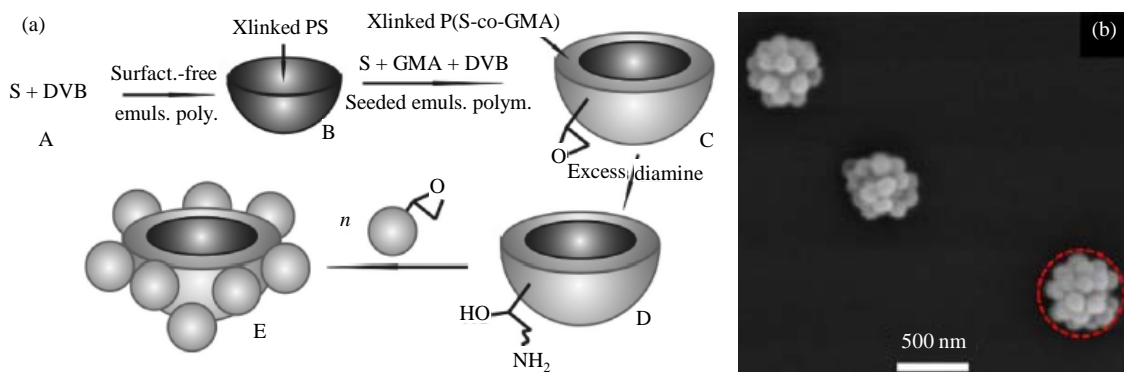 (a)
Xlinked PS
Xlinked P(S-co-GMA)
(b)
S + DVB
Surfact.-free
emuls. poly.
S + GMA + DVB
Seeded emuls. polym.
A
B
C
O
Excess diamine
O
n
HO
NH₂
D
E
500 nm